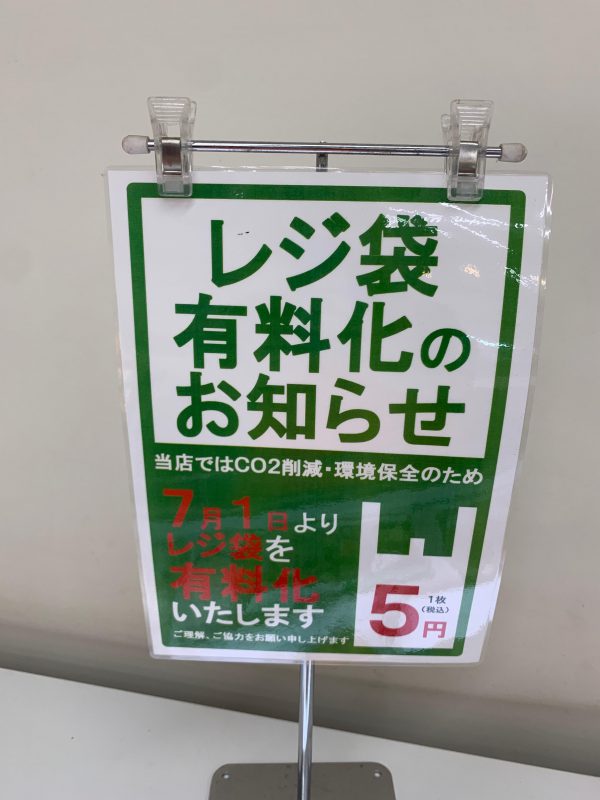 レジ袋
有料化の
お知らせ
当店ではCO2削減・環境保全のため
7月1日より
レジ袋を
有料化
いたします
ご理解、ご協力をお願い申し上げます
5円
1枚
(税込)